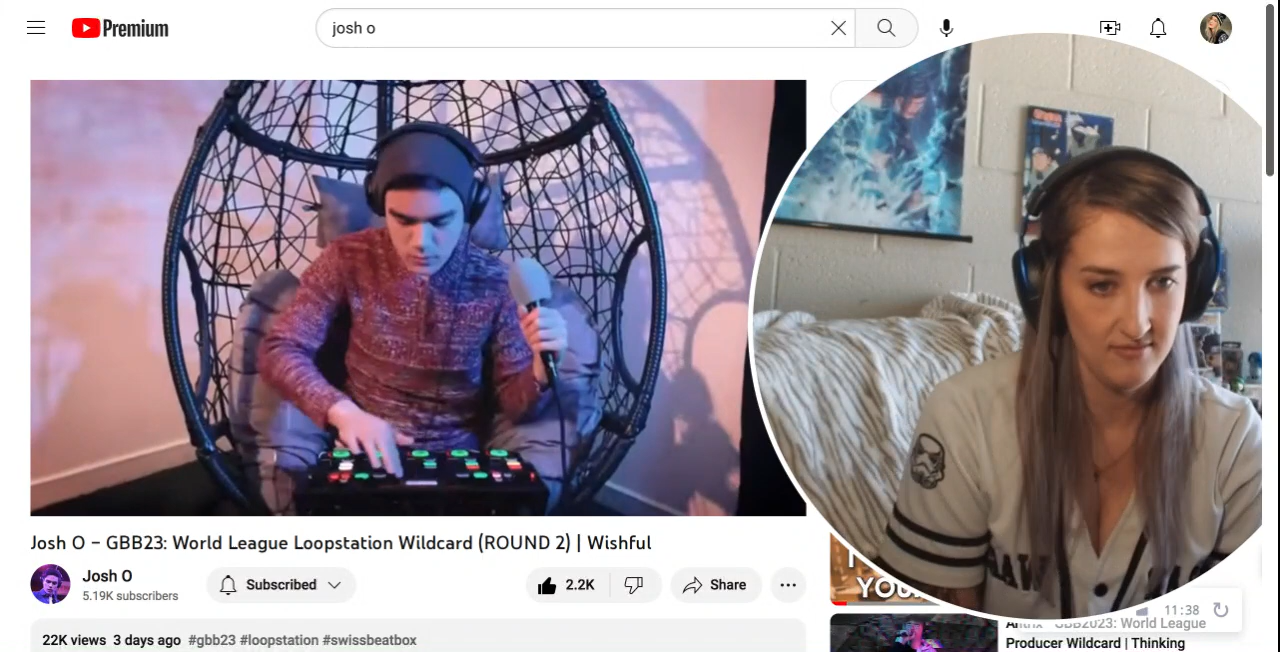 Premium
josh o
Josh O – GBB23: World League Loopstation Wildcard (ROUND 2) | Wishful
Josh O
5.19K subscribers
Subscribed
2.2K
Share
22K views 3 days ago #gbb23 #loopstation #swissbeatbox
YOU
11:38
GBB2023: World League
Producer Wildcard | Thinking